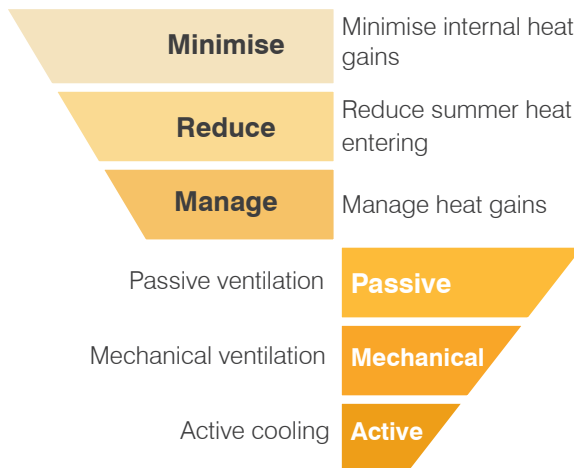 Minimise
Minimise internal heat
gains
Reduce
Reduce summer heat
entering
Manage
Manage heat gains
Passive ventilation
Passive
Mechanical ventilation
Mechanical
Active cooling
Active